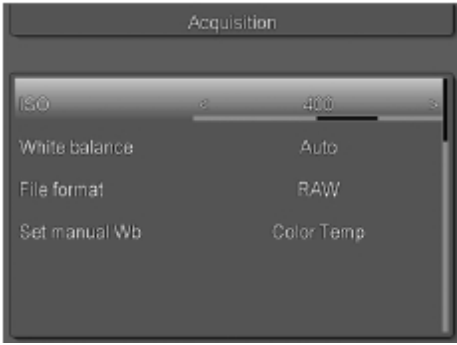 Acquisition
ISO < 400 >
White balance Auto
File format RAW
Set manual Wb Color Temp